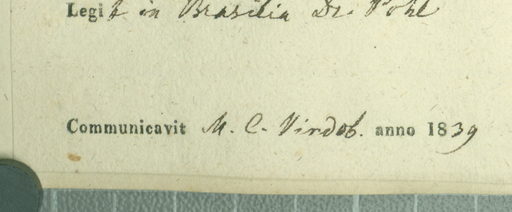 Legit in Brasilia Dr. Pohl
Communicavit M. C. Vindob. anno 1839